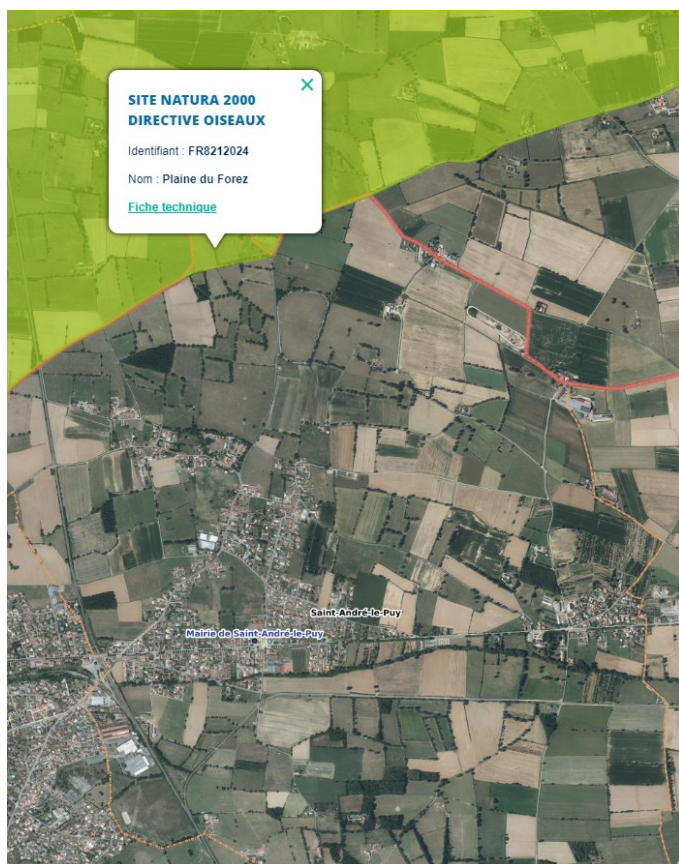 SITE NATURA 2000
DIRECTIVE OISEAUX
Identifiant : FR8212024
Nom : Plaine du Forez
Fiche technique
Saint-André-le-Puy
Mairie de Saint-André-le-Puy